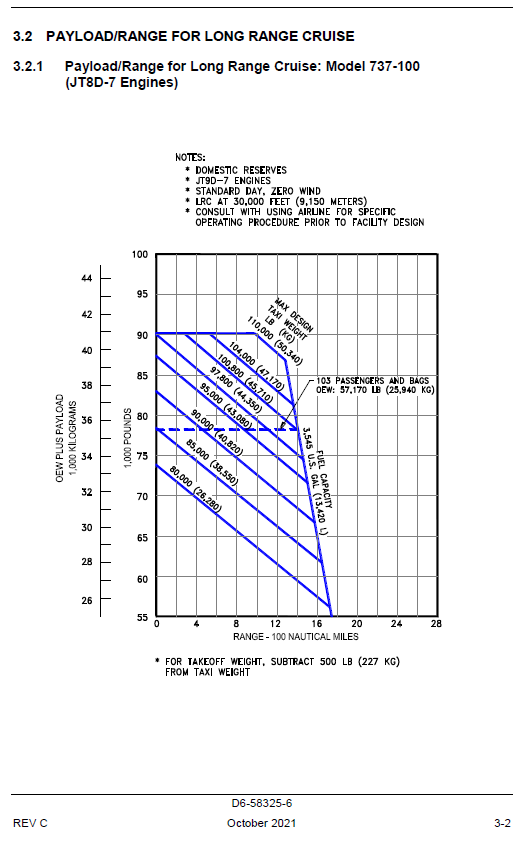 3.2 PAYLOAD/RANGE FOR LONG RANGE CRUISE
3.2.1 Payload/Range for Long Range Cruise: Model 737-100
(JT8D-7 Engines)
NOTES:
* DOMESTIC RESERVES
* JT9D-7 ENGINES
* STANDARD DAY, ZERO WIND
* LRC AT 30,000 FEET (9,150 METERS)
* CONSULT WITH USING AIRLINE FOR SPECIFIC
OPERATING PROCEDURE PRIOR TO FACILITY DESIGN
OEW PLUS PAYLOAD
1,000 KILOGRAMS
44
42
40
38
36
34
32
30
28
26
1,000 POUNDS
100
95
90
85
80
75
70
65
60
55
MAX DESIGN
TAXI WEIGHT
LB (KG)
110,000 (50,340)
104,000 (47,170)
100,800 (45,710)
97,800 (44,350)
95,000 (43,080)
90,000 (40,820)
85,000 (38,550)
80,000 (26,280)
103 PASSENGERS AND BAGS
OEW: 57,170 LB (25,940 KG)
FUEL CAPACITY
3,545 U.S. GAL (13,420 L)
0 4 8 12 16 20 24 28
RANGE - 100 NAUTICAL MILES
* FOR TAKEOFF WEIGHT, SUBTRACT 500 LB (227 KG)
FROM TAXI WEIGHT
D6-58325-6
REV C October 2021 3-2